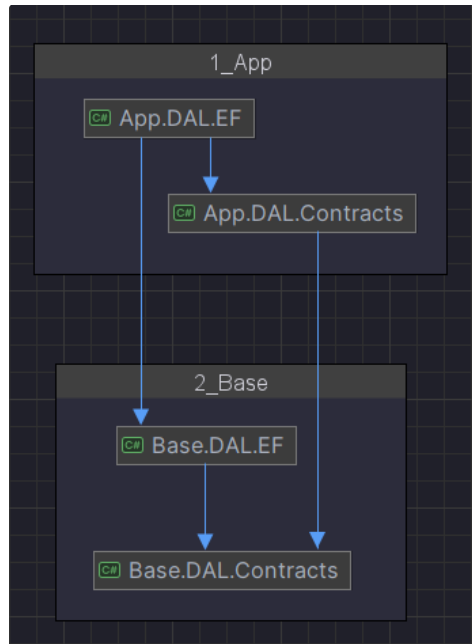 1_App
C# App.DAL.EF
C# App.DAL.Contracts
2_Base
C# Base.DAL.EF
C# Base.DAL.Contracts